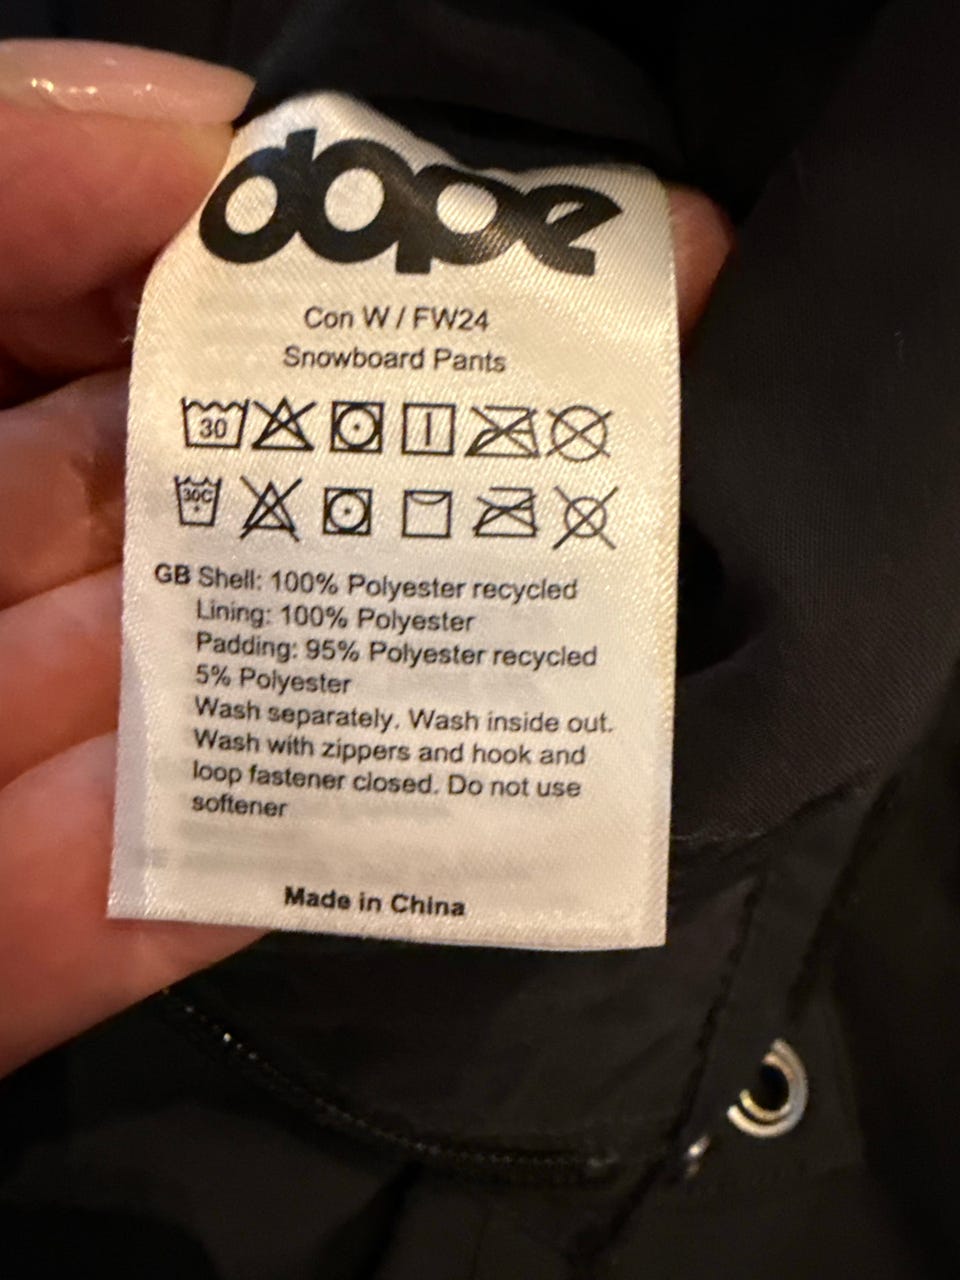 dope
Con W / FW24
Snowboard Pants
30
30C
GB Shell: 100% Polyester recycled
Lining: 100% Polyester
Padding: 95% Polyester recycled
5% Polyester
Wash separately. Wash inside out.
Wash with zippers and hook and
loop fastener closed. Do not use
softener
Made in China